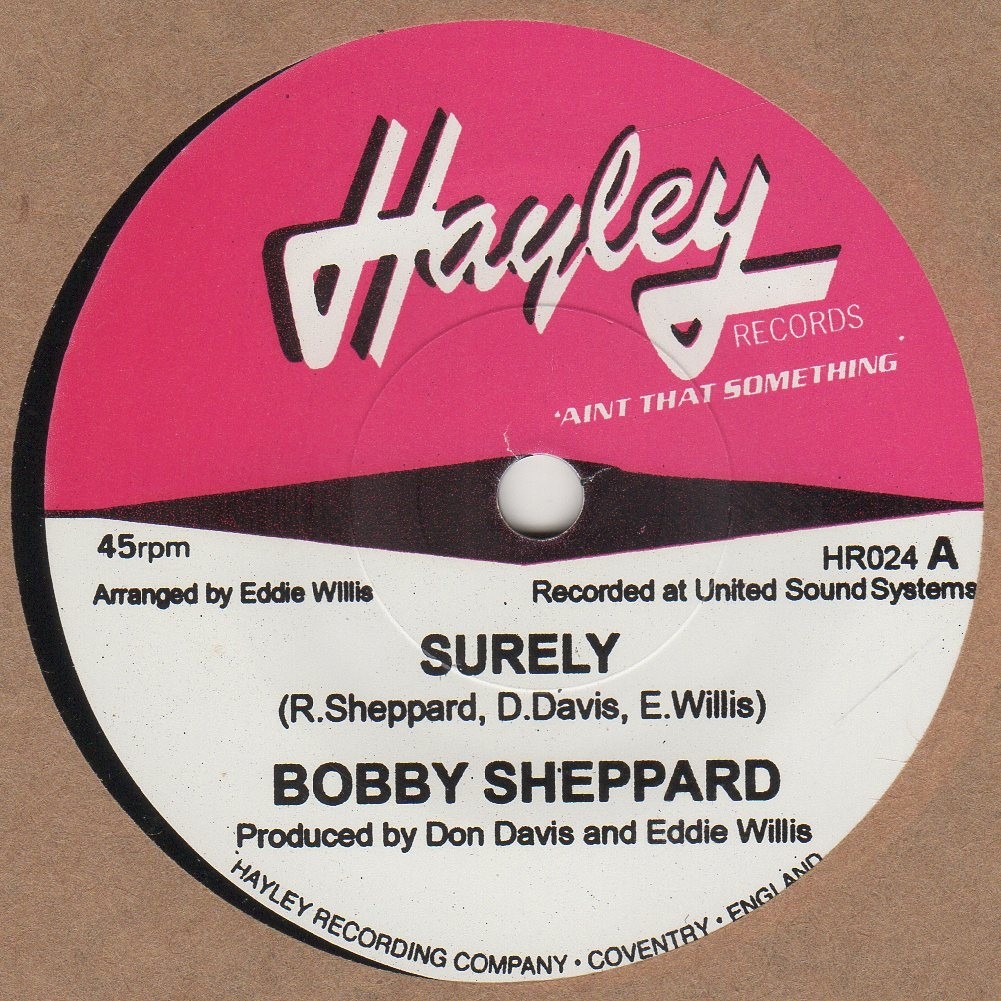 Hayley
RECORDS
'AINT THAT SOMETHING'
45rpm
HR024 A
Arranged by Eddie Willis
Recorded at United Sound Systems
SURELY
(R.Sheppard, D.Davis, E.Willis)
BOBBY SHEPPARD
Produced by Don Davis and Eddie Willis
HAYLEY RECORDING COMPANY · COVENTRY · ENGLAND